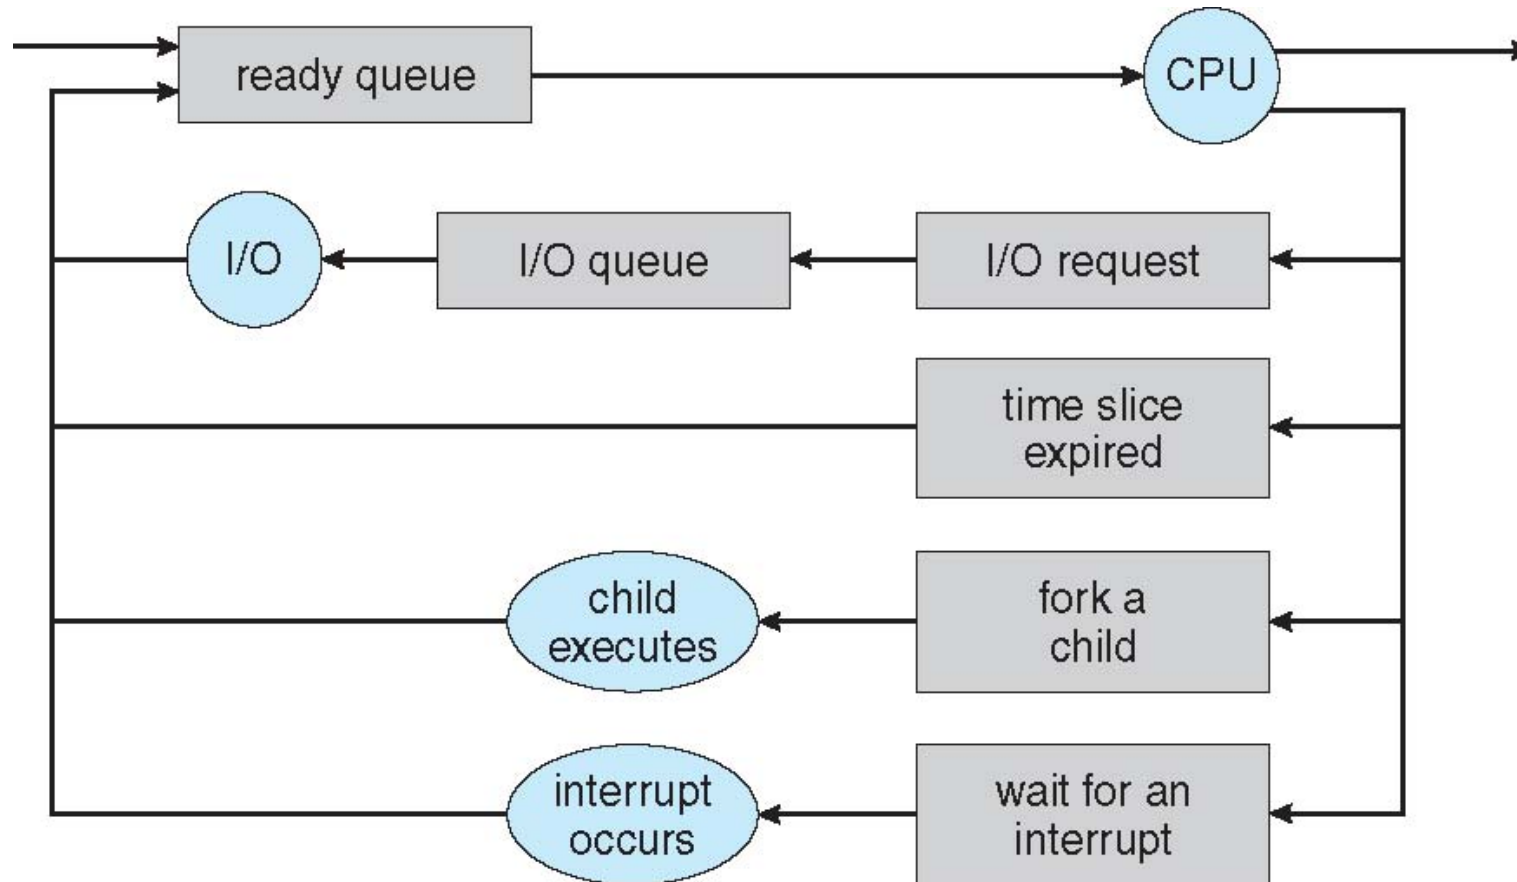 ready queue
CPU
I/O
I/O queue
I/O request
time slice
expired
child
executes
fork a
child
interrupt
occurs
wait for an
interrupt